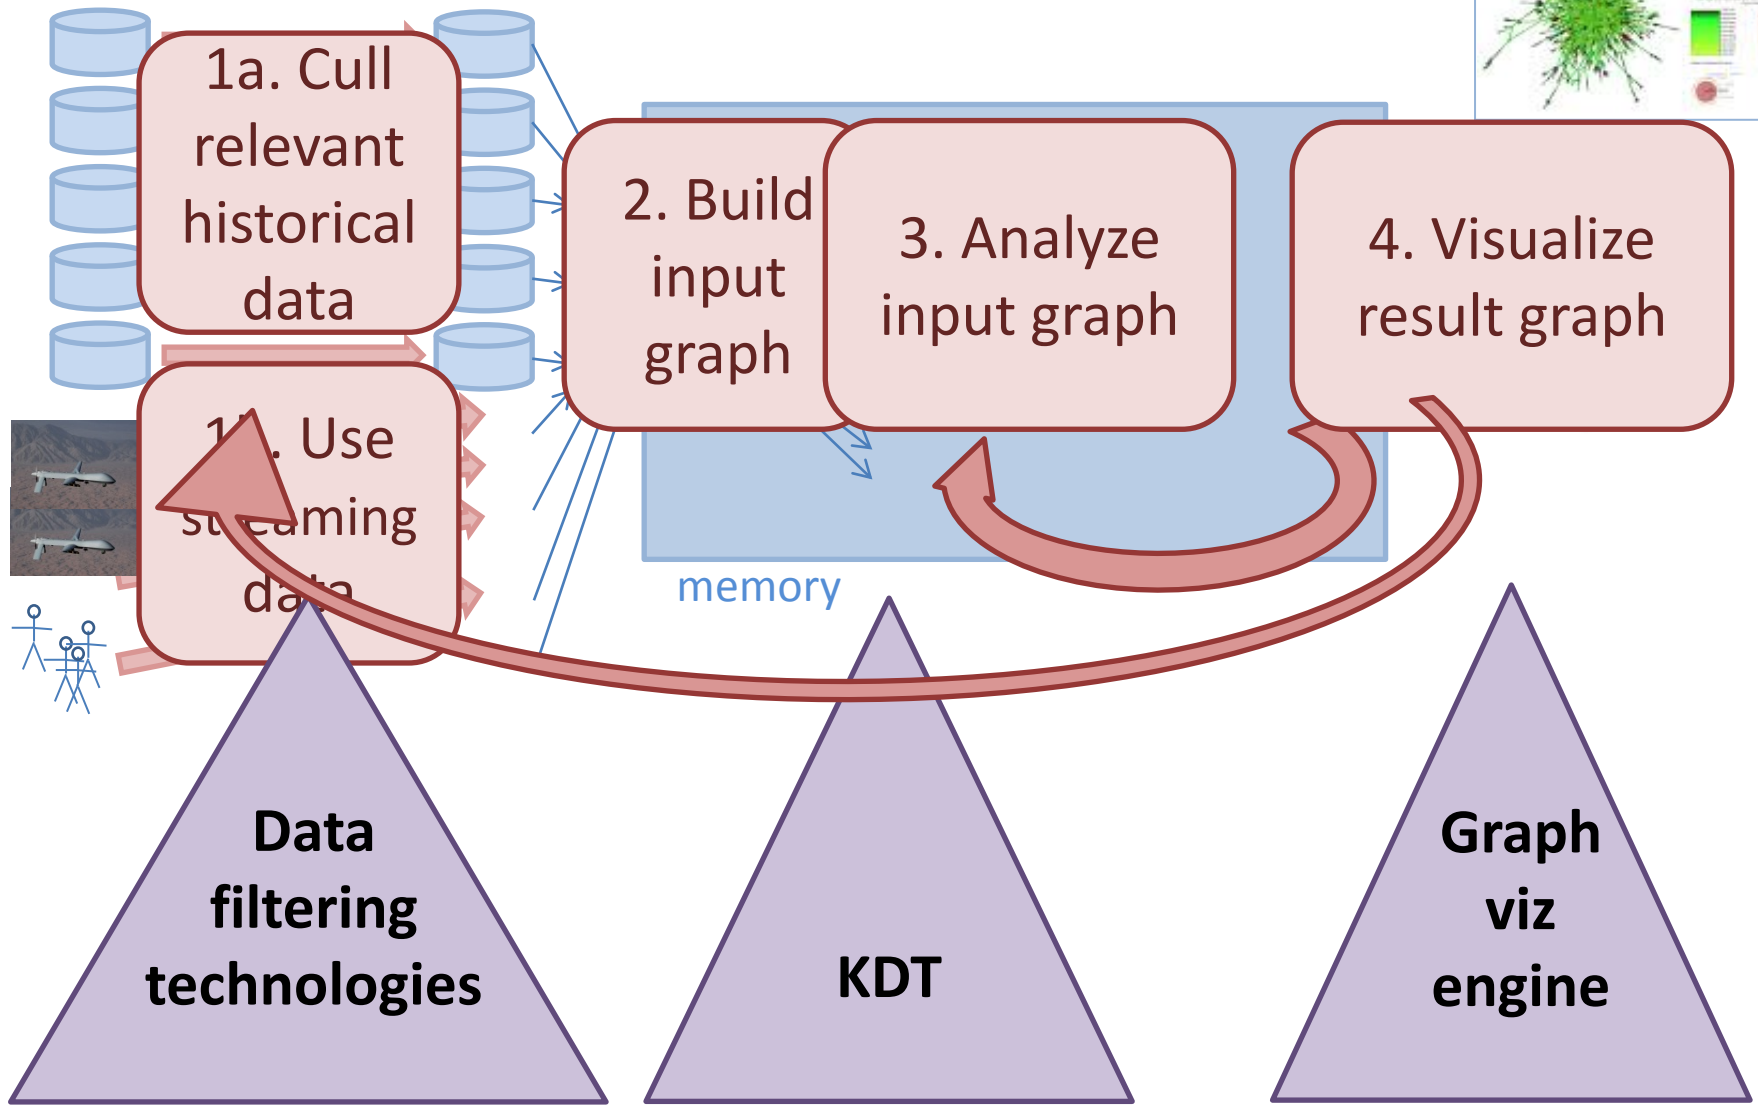 1a. Cull
relevant
historical
data
2. Build
input
graph
3. Analyze
input graph
4. Visualize
result graph
Use
streaming
data
memory
Data
filtering
technologies
KDT
Graph
viz
engine